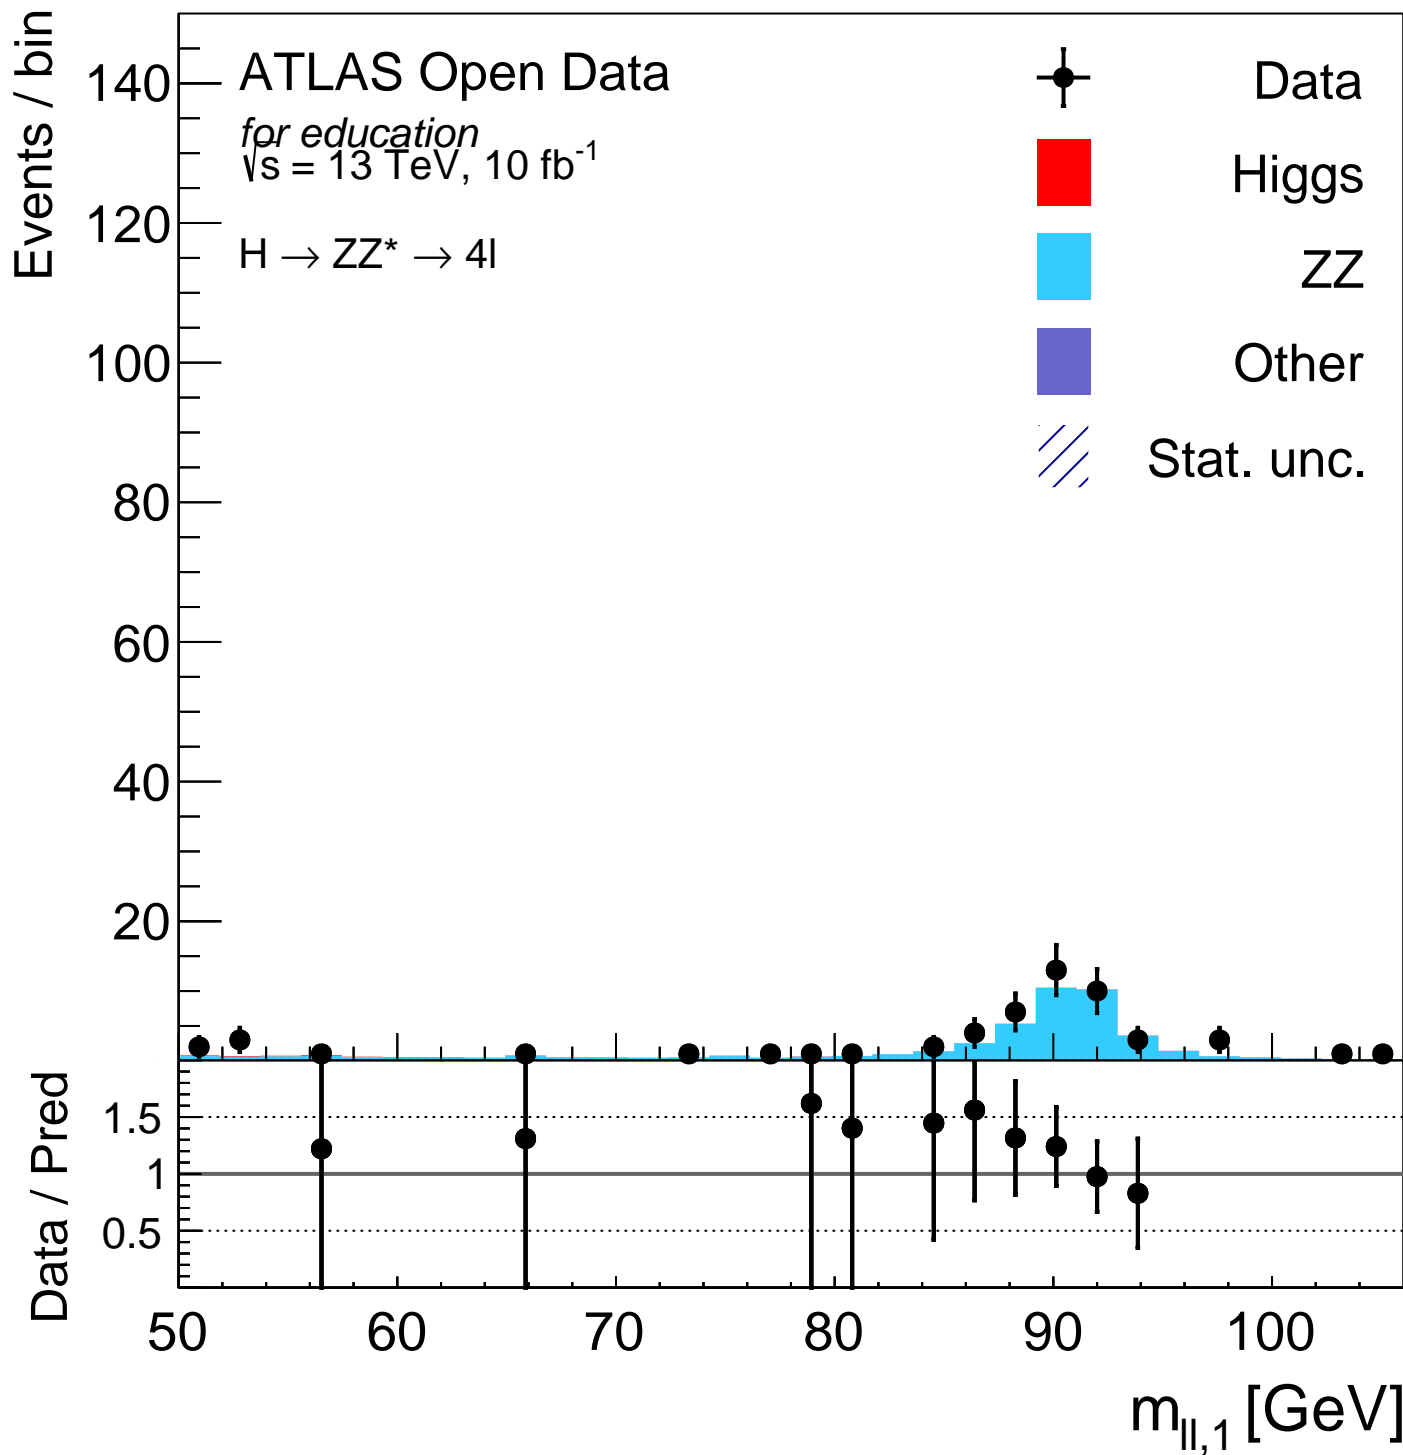 Events / bin
140
120
100
80
60
40
20
ATLAS Open Data
for education
√s = 13 TeV, 10 fb⁻¹
H → ZZ* → 4l
Data
Higgs
ZZ
Other
Stat. unc.
Data / Pred
1.5
1
0.5
50 60 70 80 90 100
m_ll,1 [GeV]